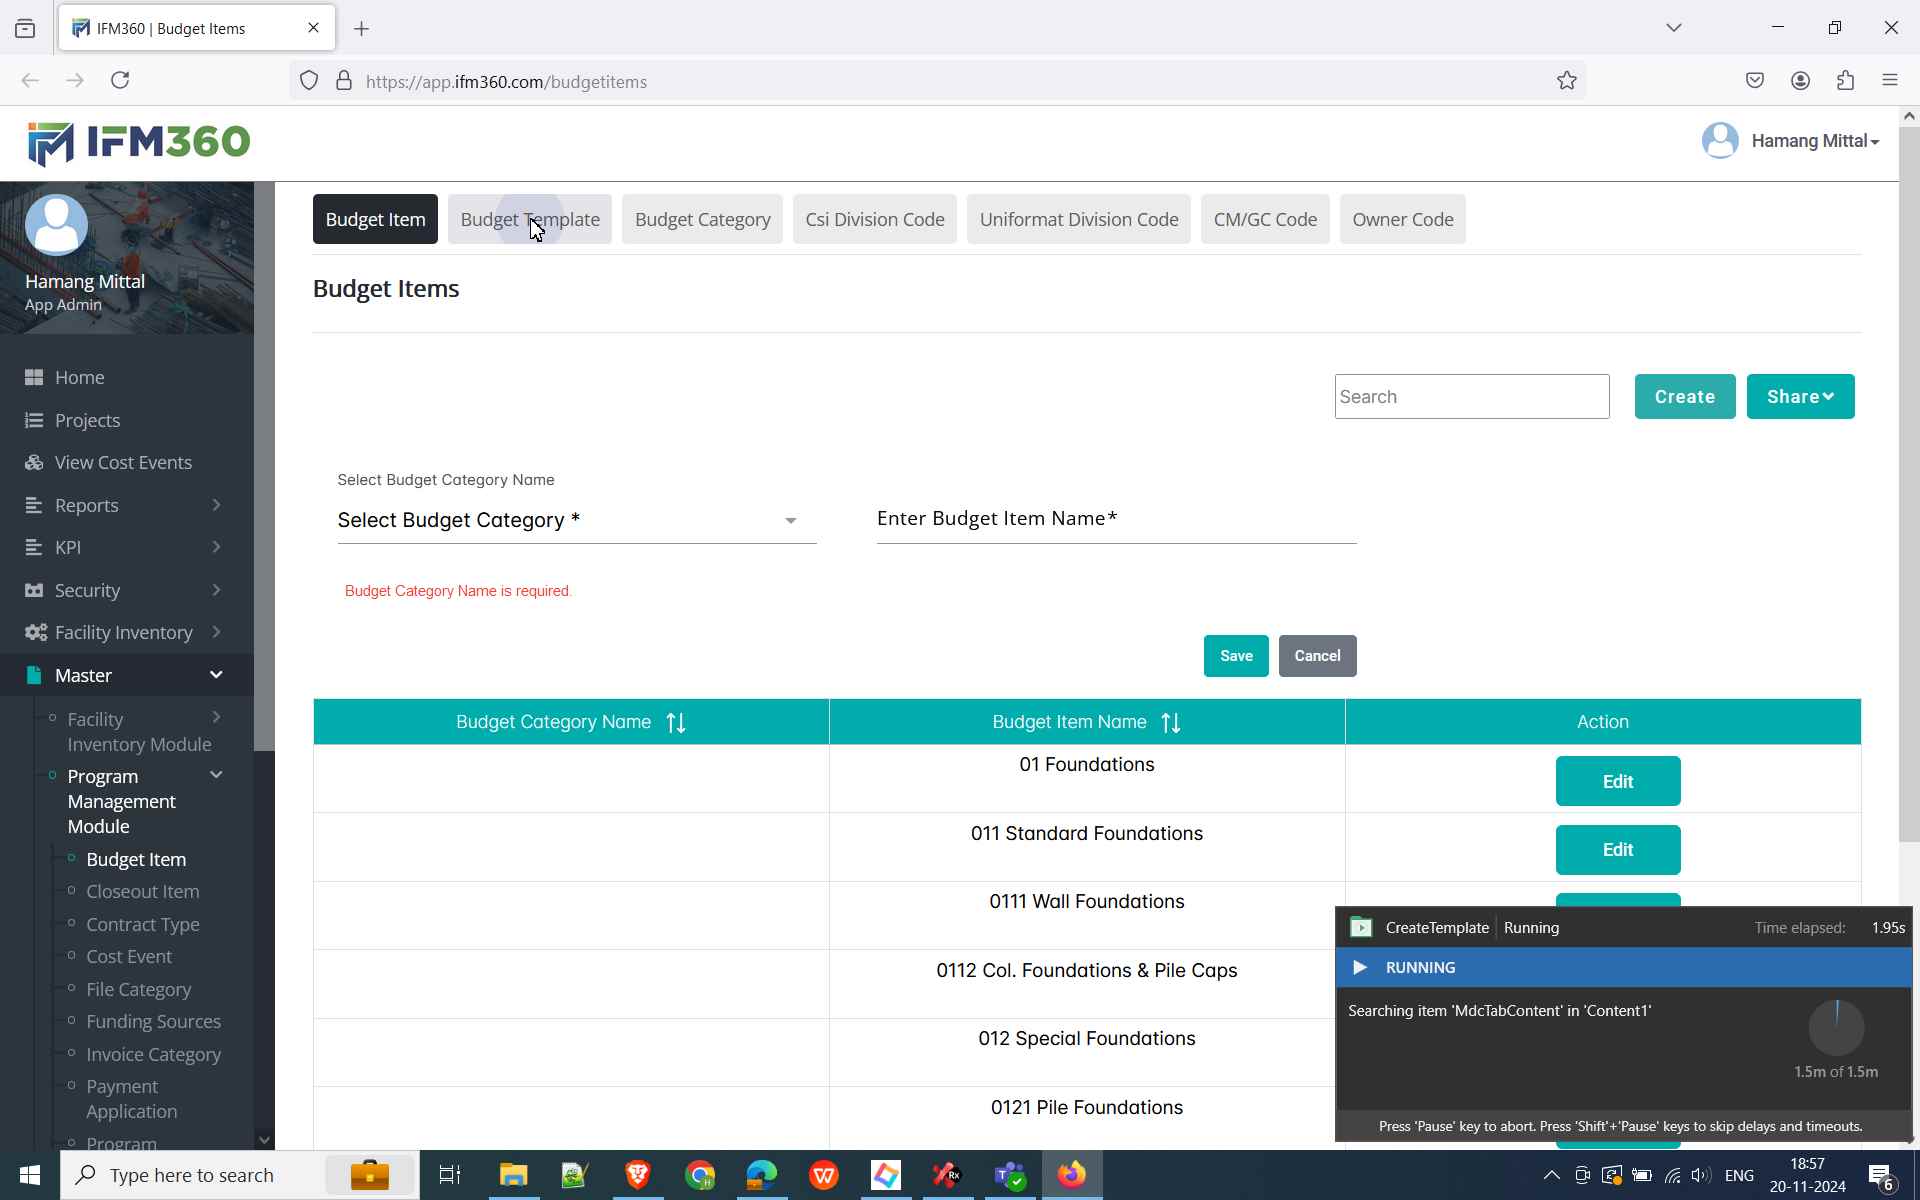 IFM360 | Budget Items
https://app.ifm360.com/budgetitems
IFM360
Hamang Mittal
Hamang Mittal
App Admin
Home
Projects
View Cost Events
Reports
KPI
Security
Facility Inventory
Master
Facility
Inventory Module
Program
Management
Module
Budget Item
Closeout Item
Contract Type
Cost Event
File Category
Funding Sources
Invoice Category
Payment
Application
Program
Budget Item
Budget Template
Budget Category
Csi Division Code
Uniformat Division Code
CM/GC Code
Owner Code
Budget Items
Search
Create
Share
Select Budget Category Name
Select Budget Category *
Enter Budget Item Name*
Budget Category Name is required.
Save
Cancel
Budget Category Name
Budget Item Name
Action
01 Foundations
Edit
011 Standard Foundations
Edit
0111 Wall Foundations
0112 Col. Foundations & Pile Caps
012 Special Foundations
0121 Pile Foundations
CreateTemplate
Running
Time elapsed:
1.95s
RUNNING
Searching item 'MdcTabContent' in 'Content1'
1.5m of 1.5m
Press 'Pause' key to abort. Press 'Shift'+'Pause' keys to skip delays and timeouts.
Type here to search
ENG
18:57
20-11-2024
6